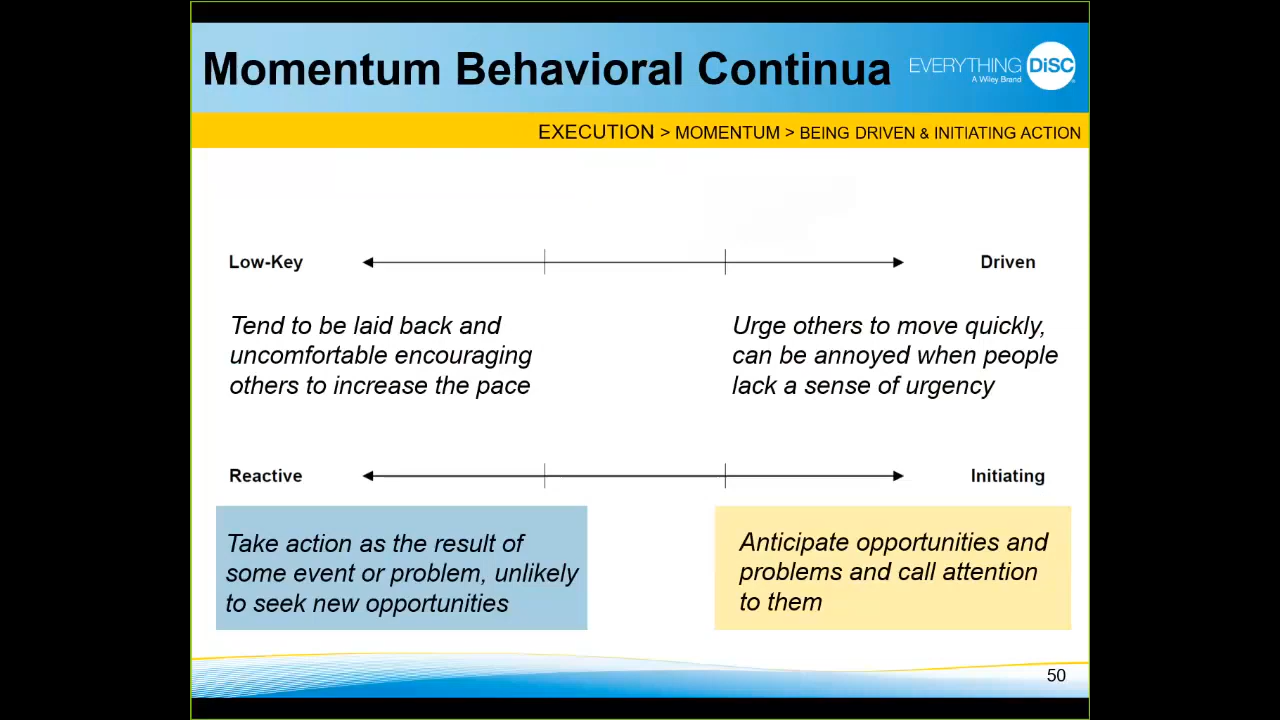 Momentum Behavioral Continua
EVERYTHING DiSC
A Wiley Brand
EXECUTION > MOMENTUM > BEING DRIVEN & INITIATING ACTION
Low-Key
Driven
Tend to be laid back and
uncomfortable encouraging
others to increase the pace
Urge others to move quickly,
can be annoyed when people
lack a sense of urgency
Reactive
Initiating
Take action as the result of
some event or problem, unlikely
to seek new opportunities
Anticipate opportunities and
problems and call attention
to them
50